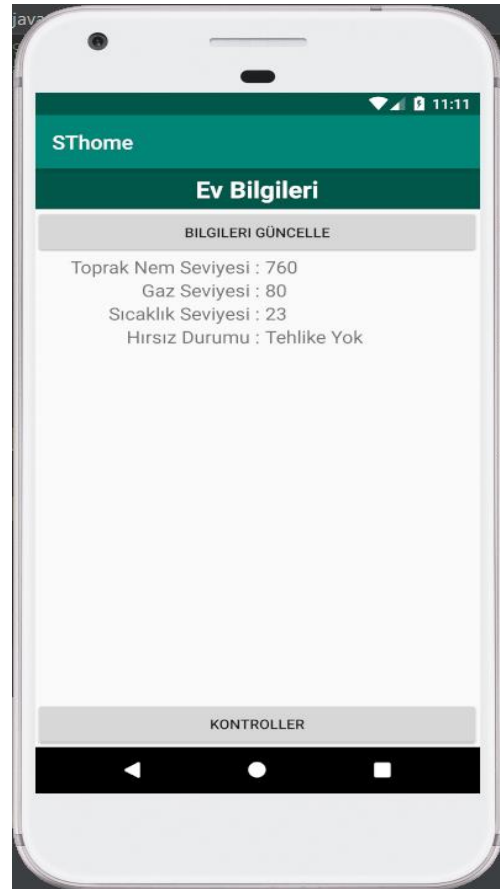 java
11:11
SThome
Ev Bilgileri
BILGILERI GÜNCELLE
Toprak Nem Seviyesi : 760
Gaz Seviyesi : 80
Sıcaklık Seviyesi : 23
Hırsız Durumu : Tehlike Yok
KONTROLLER